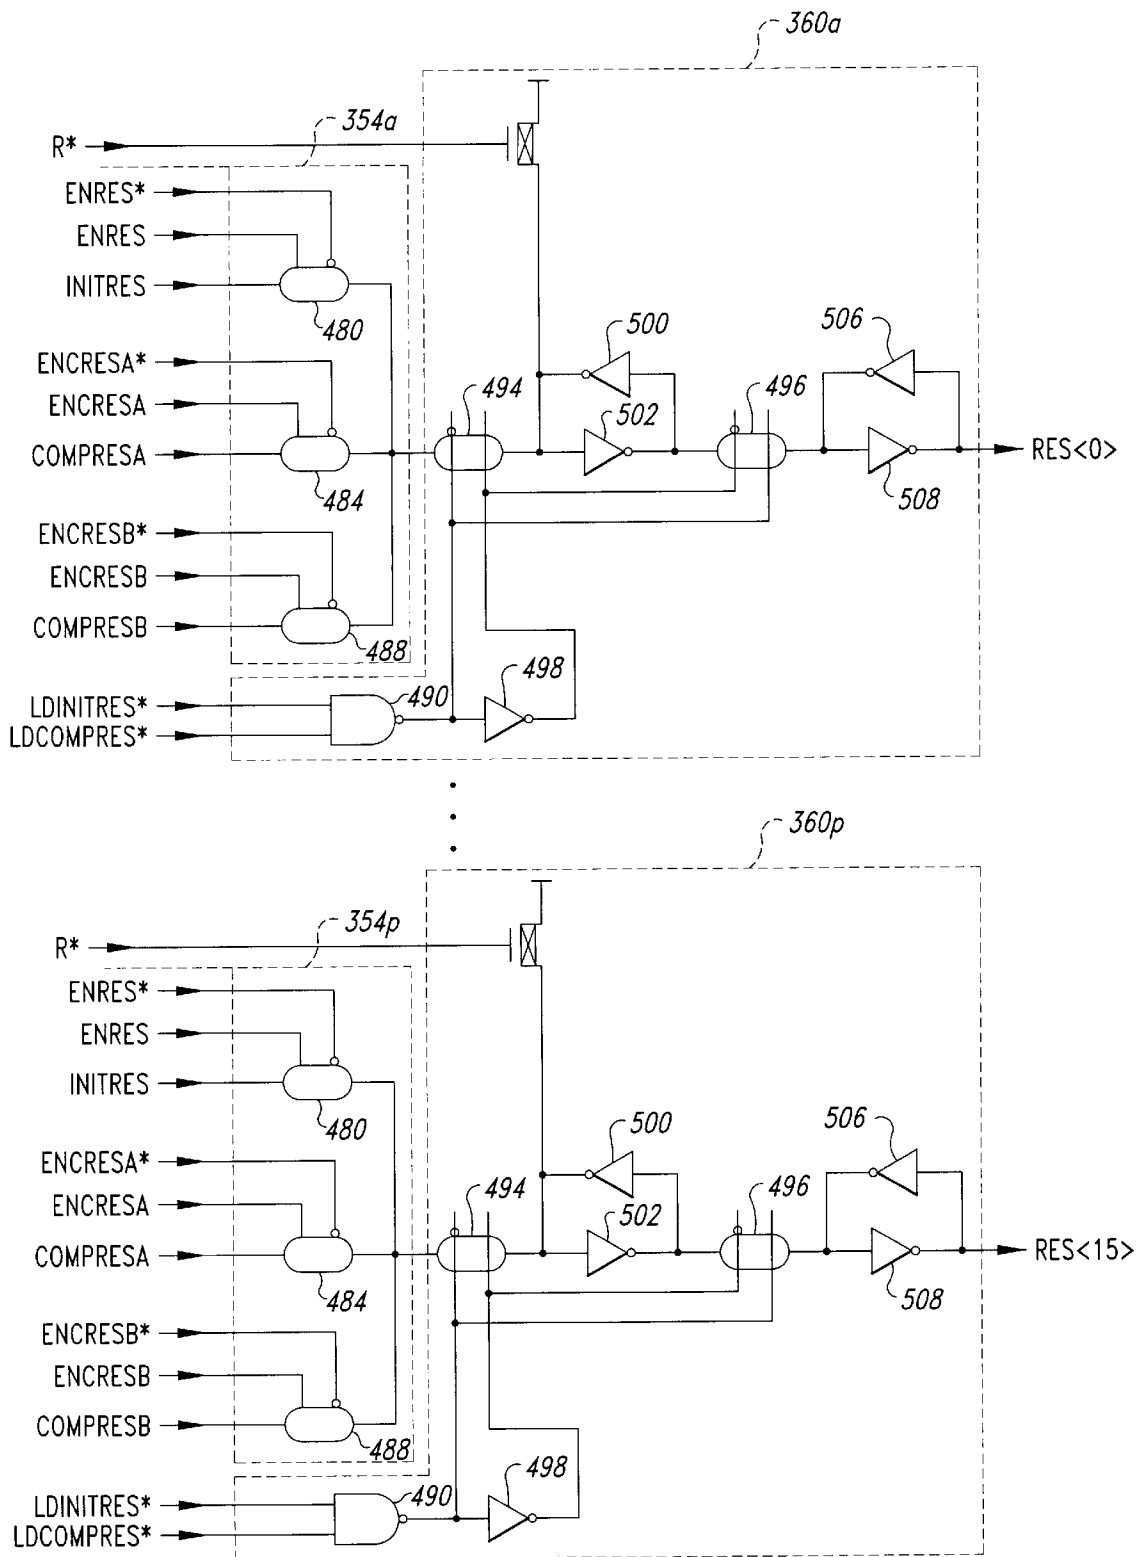 360a
354a
R*
ENRES*
ENRES
INITRES
480
ENCRESA*
ENCRESA
COMPRESA
484
494
500
502
496
506
508
RES<0>
ENCRESB*
ENCRESB
COMPRESB
488
LDINITRES*
LDCOMPRES*
490
498
360p
354p
R*
ENRES*
ENRES
INITRES
480
ENCRESA*
ENCRESA
COMPRESA
484
494
500
502
496
506
508
RES<15>
ENCRESB*
ENCRESB
COMPRESB
488
LDINITRES*
LDCOMPRES*
490
498